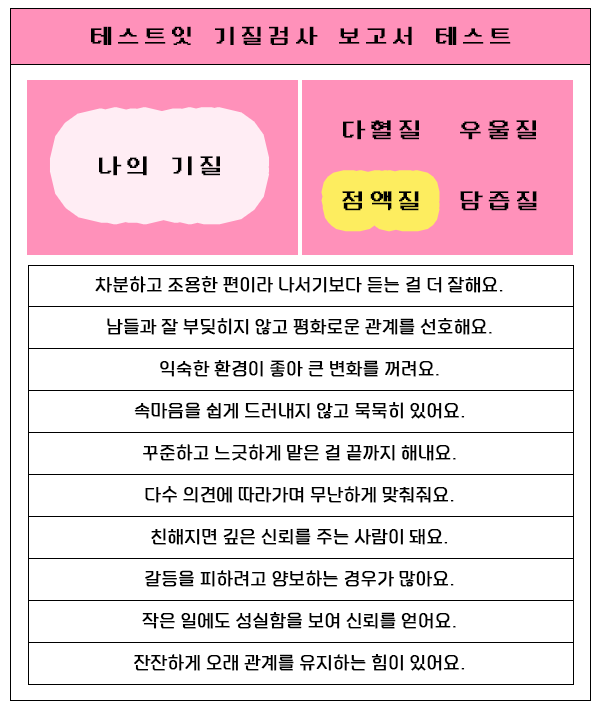 테스트잇 기질검사 보고서 테스트
나의 기질
다혈질 우울질
점액질 담즙질
차분하고 조용한 편이라 나서기보다 듣는 걸 더 잘해요.
남들과 잘 부딪히지 않고 평화로운 관계를 선호해요.
익숙한 환경이 좋아 큰 변화를 꺼려요.
속마음을 쉽게 드러내지 않고 묵묵히 있어요.
꾸준하고 느긋하게 맡은 걸 끝까지 해내요.
다수 의견에 따라가며 무난하게 맞춰줘요.
친해지면 깊은 신뢰를 주는 사람이 돼요.
갈등을 피하려고 양보하는 경우가 많아요.
작은 일에도 성실함을 보여 신뢰를 얻어요.
잔잔하게 오래 관계를 유지하는 힘이 있어요.